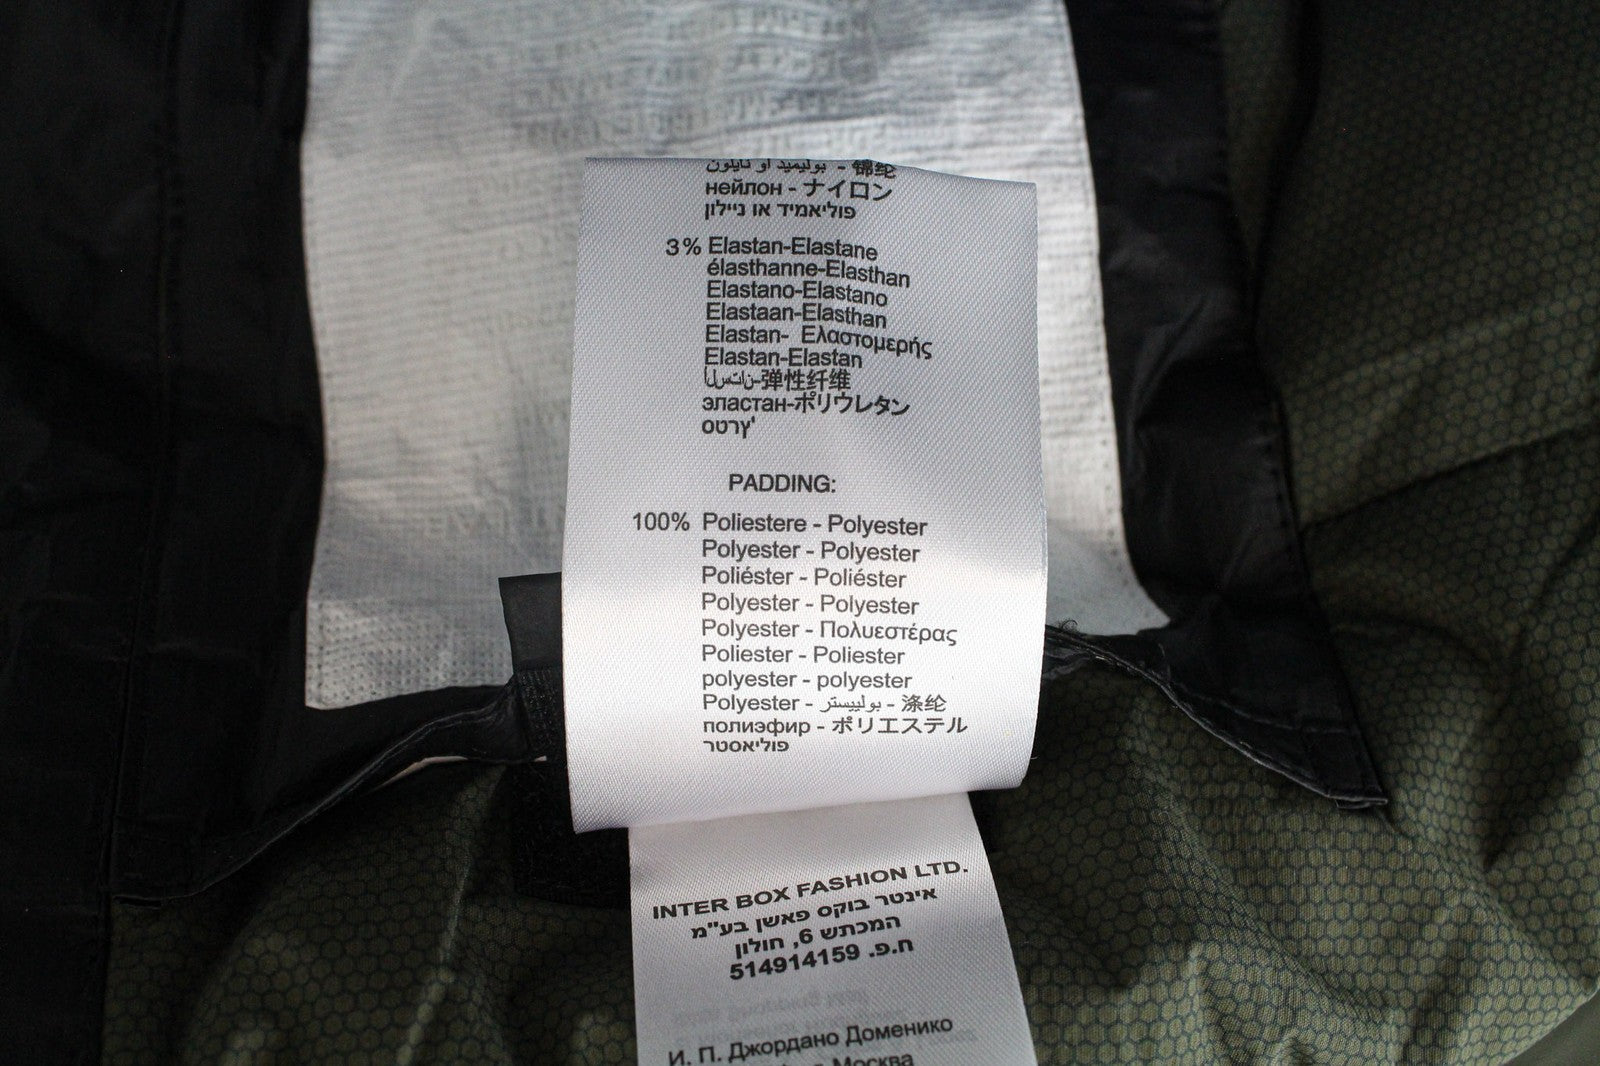 بوليميد او نايلون - 锦纶
нейлон - ナイロン
פוליאמיד או ניילון
3% Elastan-Elastane
élasthanne-Elasthan
Elastano-Elastano
Elastaan-Elasthan
Elastan- Ελαστομερής
Elastan-Elastan
弹性纤维-
эластан-ポリウレタン
PADDING:
100% Poliestere - Polyester
Polyester - Polyester
Poliéster - Poliéster
Polyester - Polyester
Polyester - Πολυεστέρας
Poliester - Poliester
polyester - polyester
Polyester - بولييستر - 涤纶
полиэфир - ポリエステル
פוליאסטר
INTER BOX FASHION LTD.
אינטר בוקס פאשן בע"מ
המכתש 6, חולון
ח.פ. 514914159
И. П. Джордано Доменико
Москва